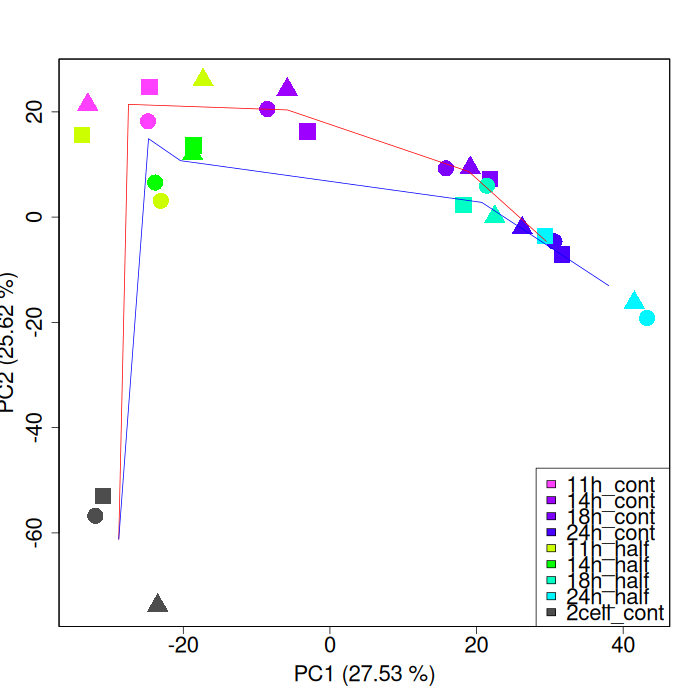 20
0
-20
-40
-60
PC2 (25.62 %)
-20
0
20
40
PC1 (27.53 %)
11h_cont
14h_cont
18h_cont
24h_cont
11h_half
14h_half
18h_half
24h_half
2cell_cont